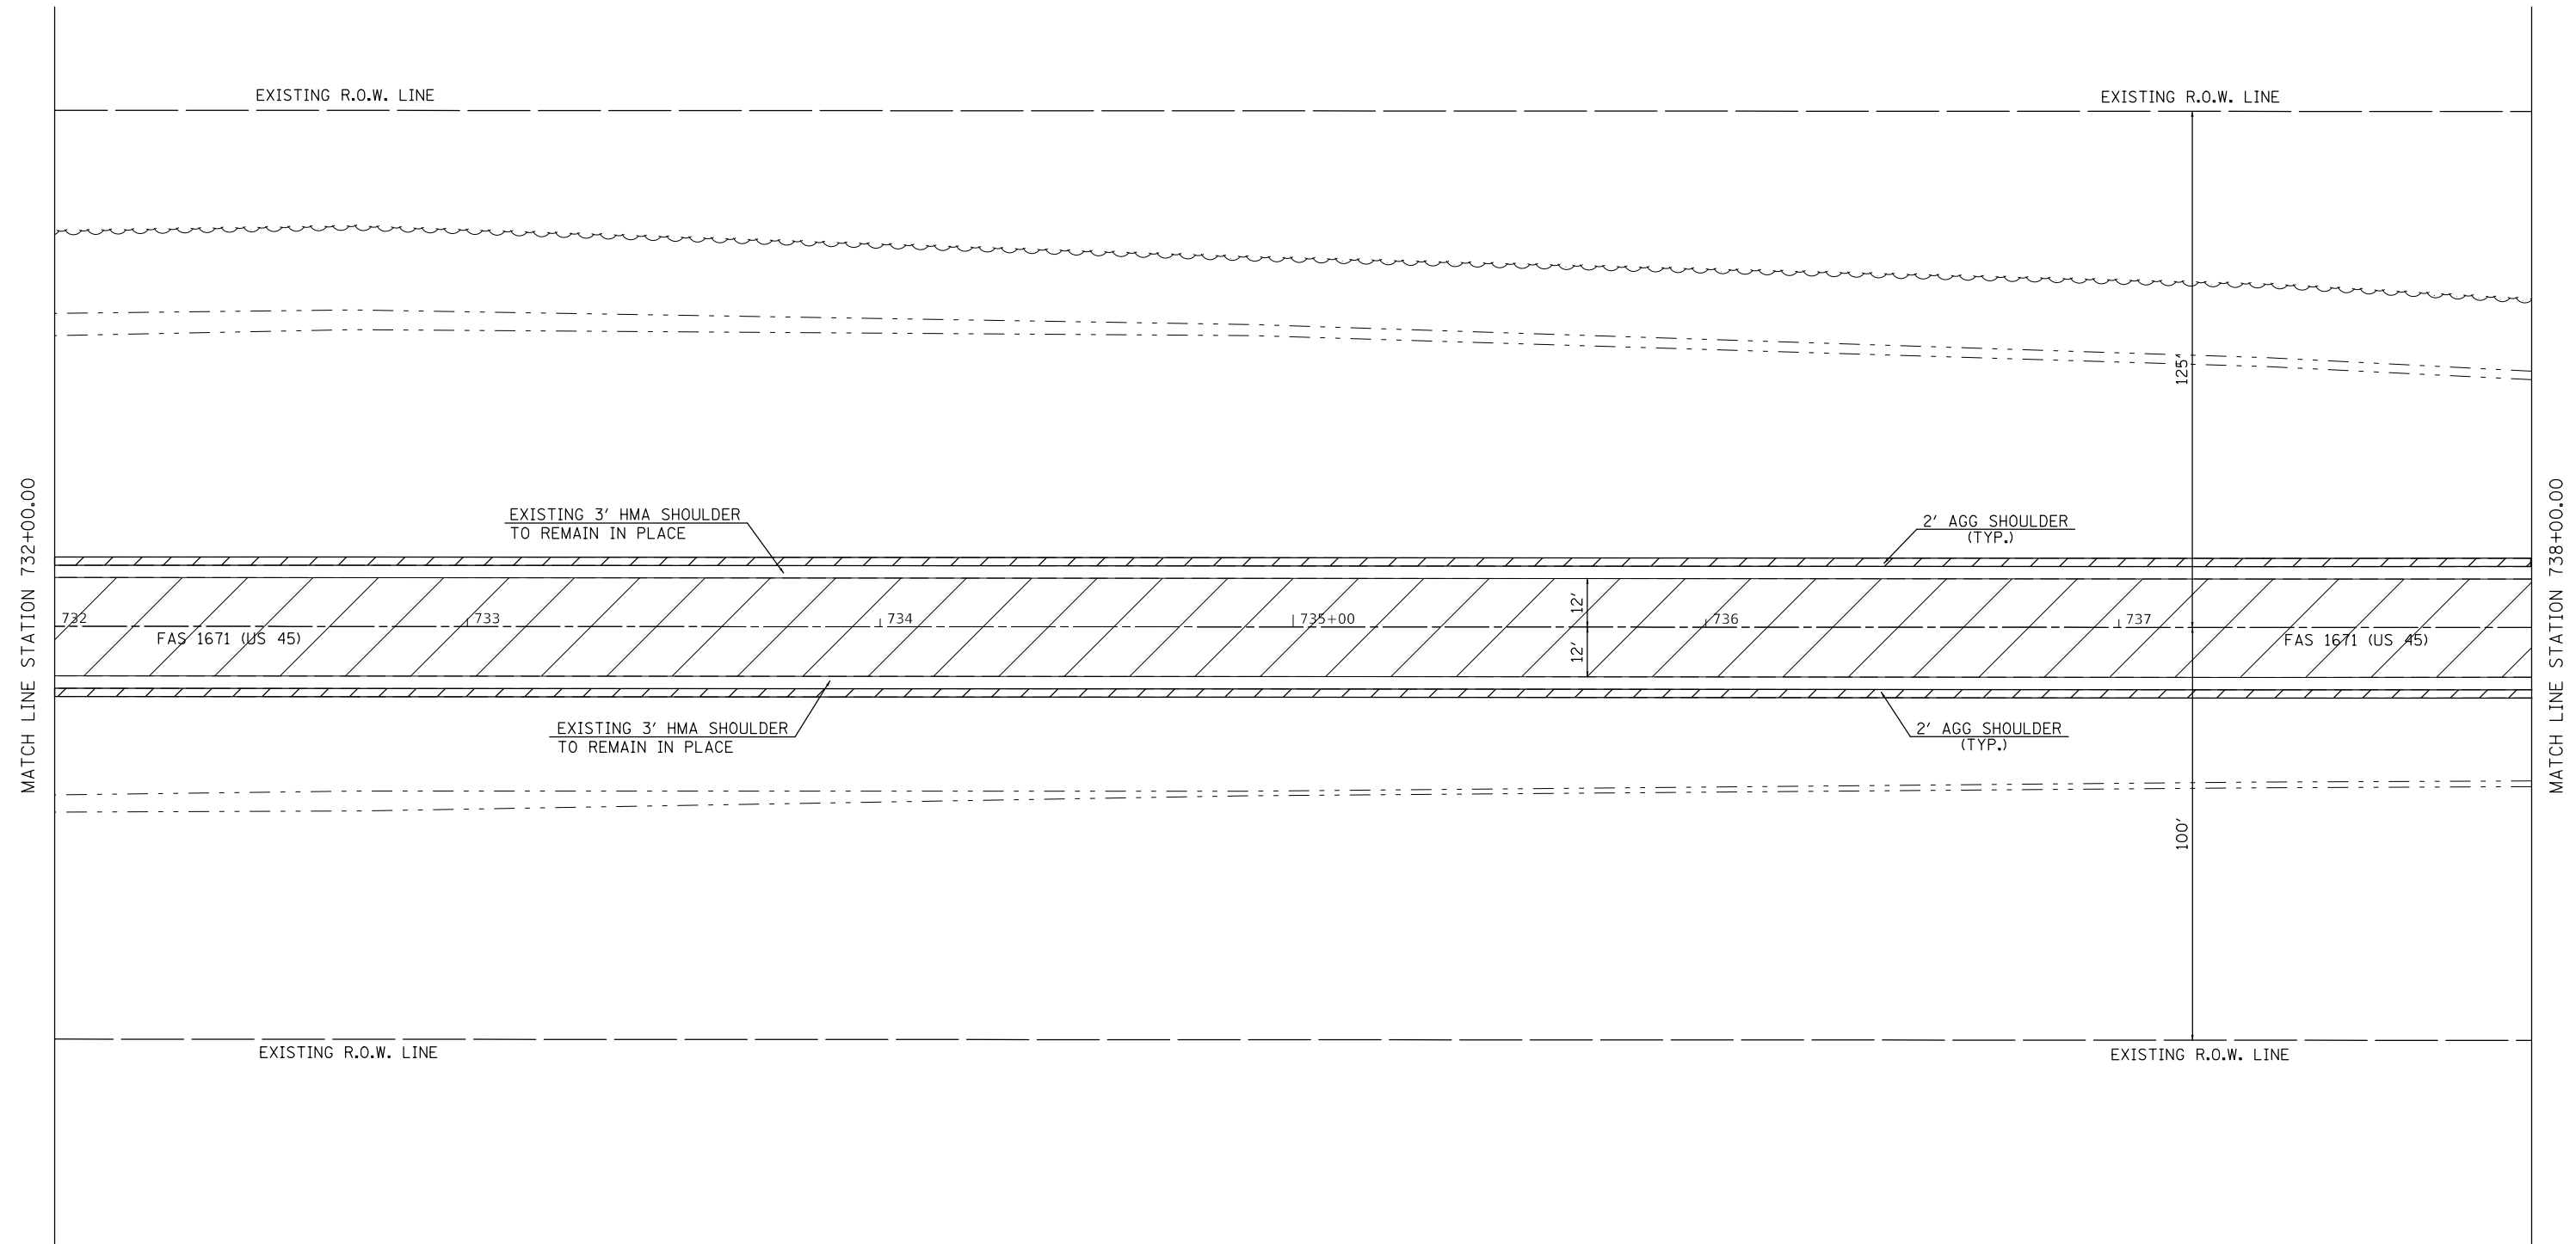 EXISTING R.O.W. LINE
EXISTING R.O.W. LINE
125'
MATCH LINE STATION 732+00.00
MATCH LINE STATION 738+00.00
EXISTING 3' HMA SHOULDER
TO REMAIN IN PLACE
2' AGG SHOULDER
(TYP.)
12'
732
733
734
735+00
736
737
FAS 1671 (US 45)
12'
FAS 1671 (US 45)
EXISTING 3' HMA SHOULDER
TO REMAIN IN PLACE
2' AGG SHOULDER
(TYP.)
100'
EXISTING R.O.W. LINE
EXISTING R.O.W. LINE